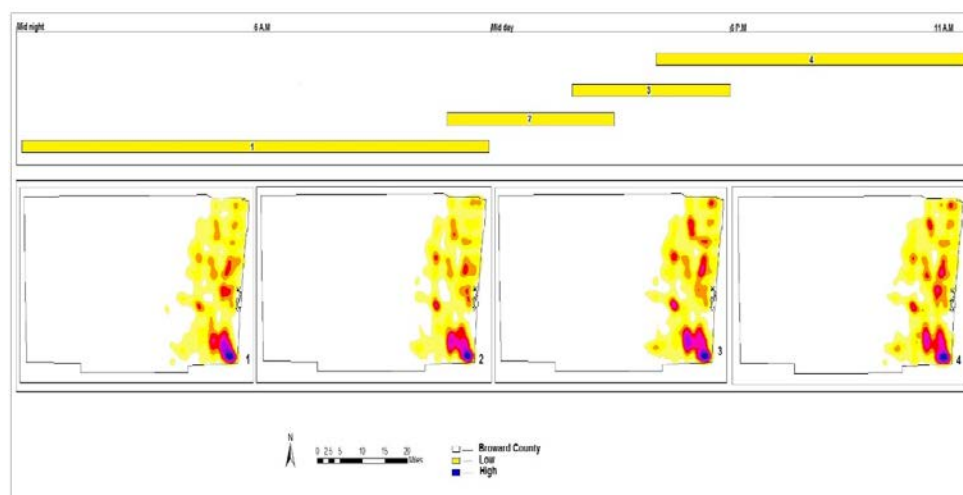 Mid night 6 A.M Mid day 6 P.M 11 A.M
4
3
2
1
1 2 3 4
N
0 2.5 5 10 15 20
Miles
Broward County
Low
High